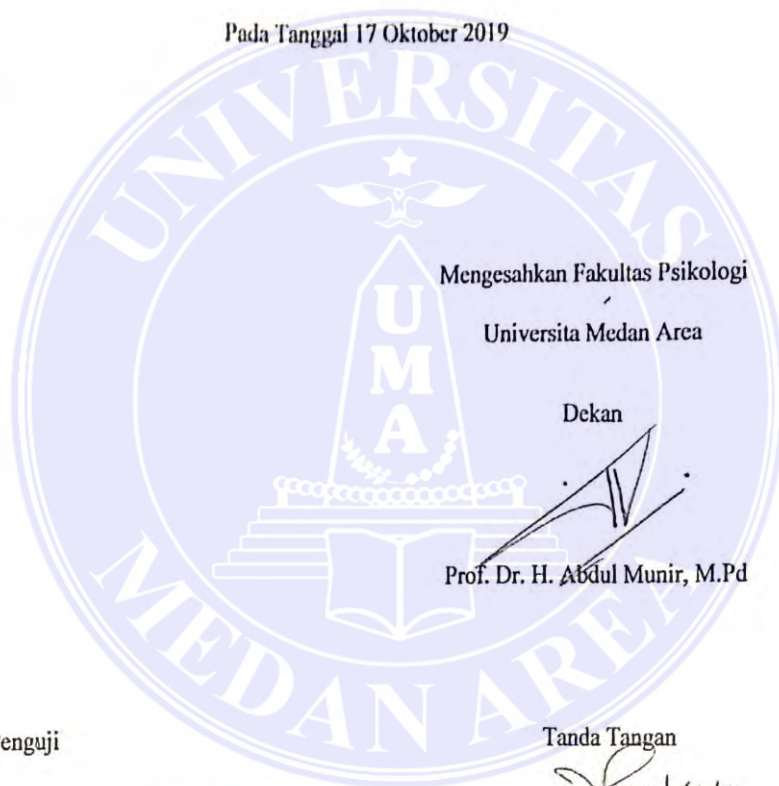 Pada Tanggal 17 Oktober 2019
UNIVERSITAS
Mengesahkan Fakultas Psikologi
Universita Medan Area
UMA
Dekan
Prof. Dr. H. Abdul Munir, M.Pd
MEDAN AREA
enguji
Tanda Tangan